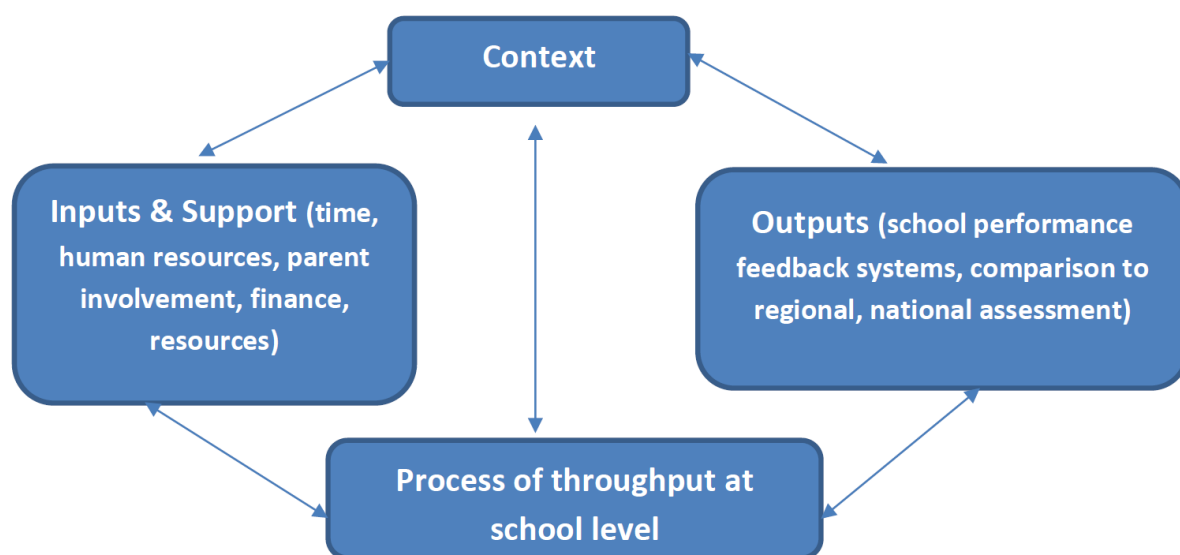 Context
Inputs & Support (time,
human resources, parent
involvement, finance,
resources)
Outputs (school performance
feedback systems, comparison to
regional, national assessment)
Process of throughput at
school level